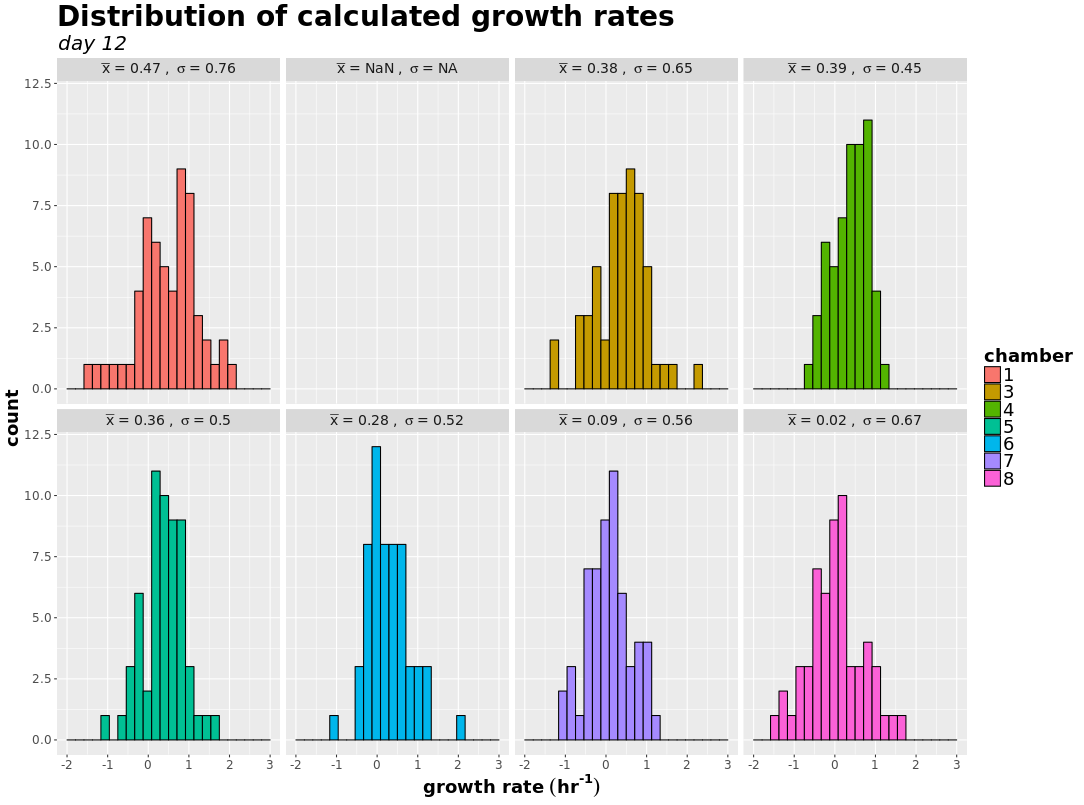 Distribution of calculated growth rates
day 12
x̅ = 0.47 , σ = 0.76
x̅ = NaN , σ = NA
x̅ = 0.38 , σ = 0.65
x̅ = 0.39 , σ = 0.45
12.5
10.0
7.5
5.0
2.5
0.0
x̅ = 0.36 , σ = 0.5
x̅ = 0.28 , σ = 0.52
x̅ = 0.09 , σ = 0.56
x̅ = 0.02 , σ = 0.67
12.5
10.0
7.5
5.0
2.5
0.0
-2 -1 0 1 2 3
-2 -1 0 1 2 3
-2 -1 0 1 2 3
-2 -1 0 1 2 3
count
growth rate (hr⁻¹)
chamber
1
3
4
5
6
7
8